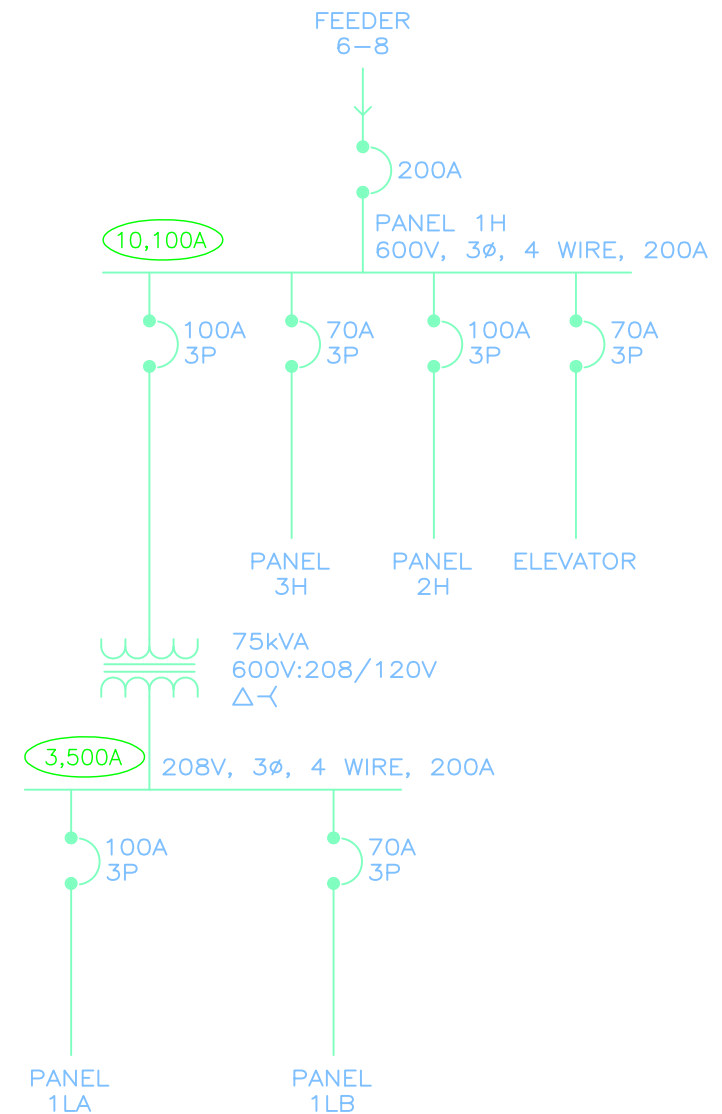 FEEDER
6-8
200A
PANEL 1H
600V, 3ø, 4 WIRE, 200A
10,100A
100A
3P
70A
3P
100A
3P
70A
3P
PANEL
3H
PANEL
2H
ELEVATOR
75kVA
600V:208/120V
3,500A
208V, 3ø, 4 WIRE, 200A
100A
3P
70A
3P
PANEL
1LA
PANEL
1LB